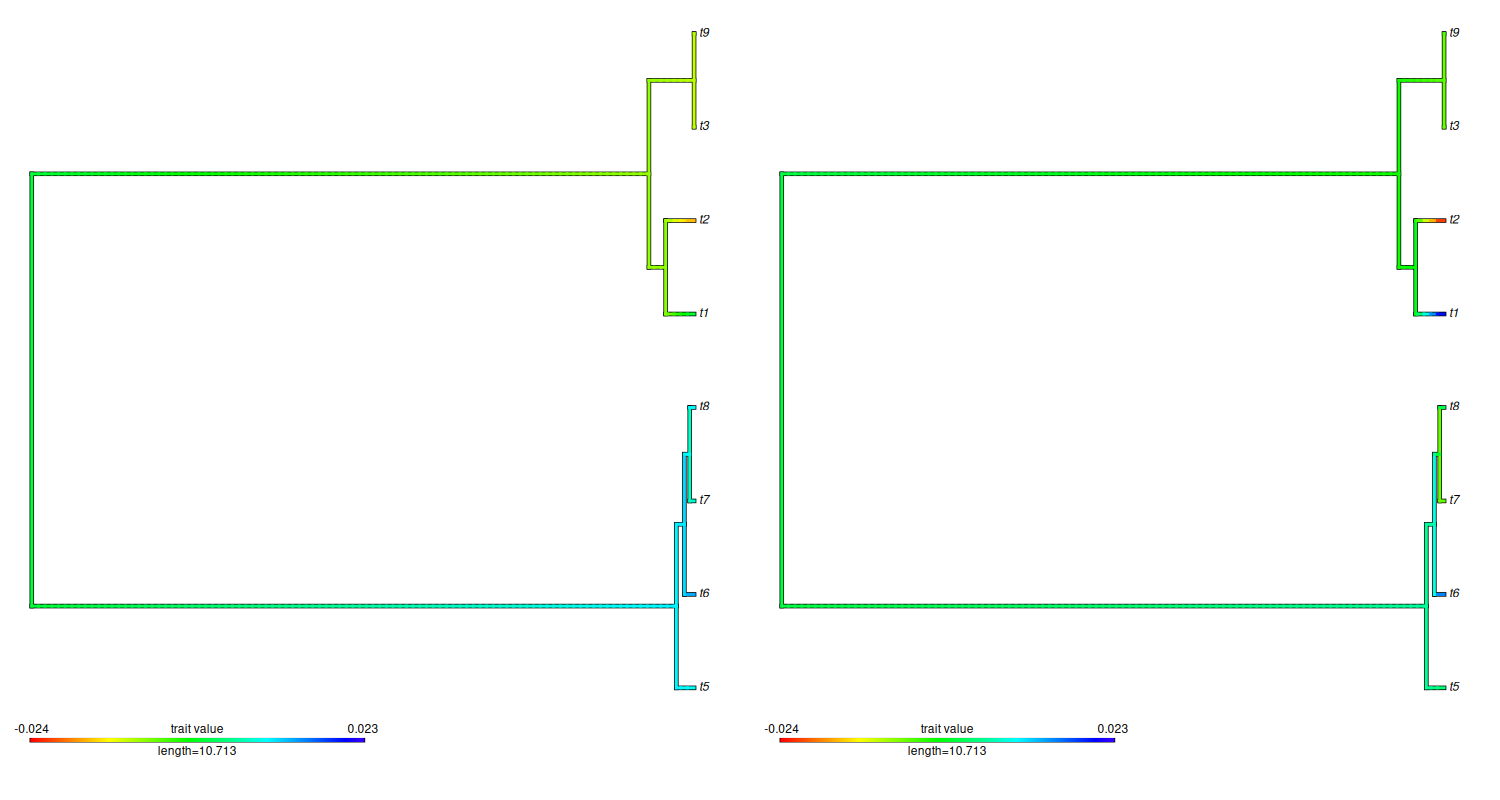 t9
t3
t2
t1
t8
t7
t6
t5
-0.024 trait value 0.023
length=10.713
t9
t3
t2
t1
t8
t7
t6
t5
-0.024 trait value 0.023
length=10.713